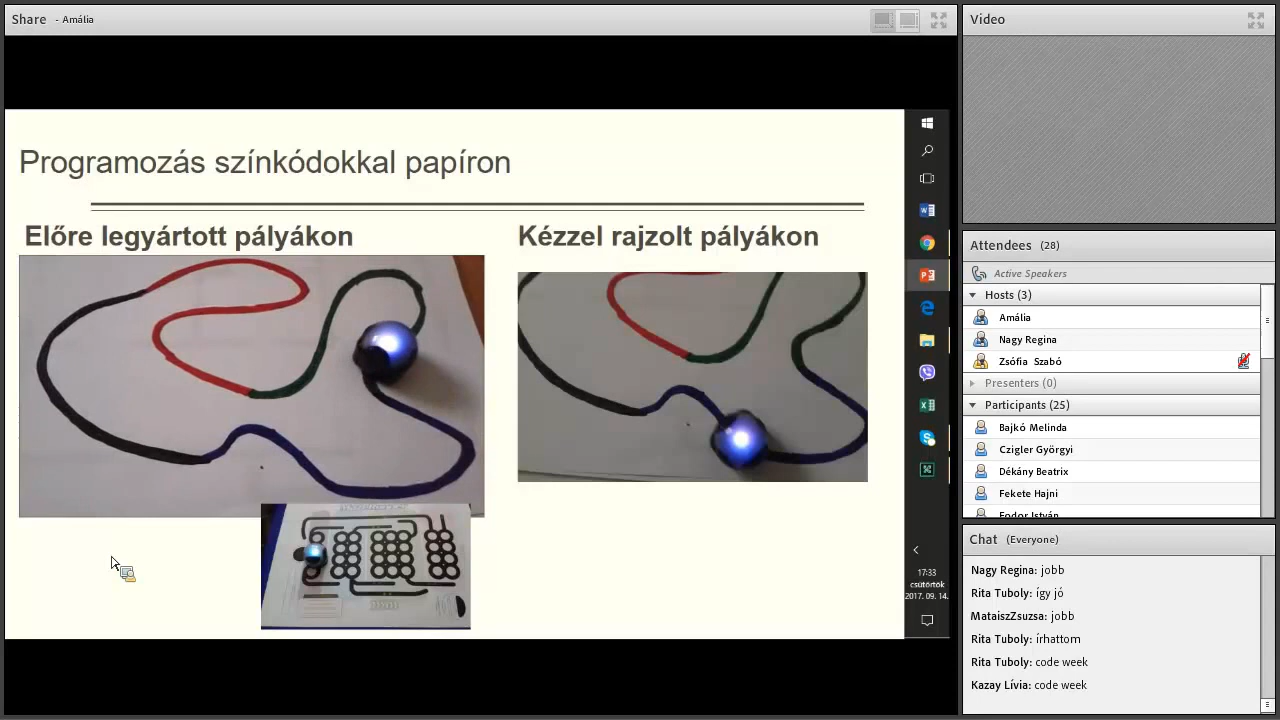 Share - Amália
Programozás színkódokkal papíron
Előre legyártott pályákon
Kézzel rajzolt pályákon
17:33
csütörtök
2017. 09. 14.
Video
Attendees (28)
Active Speakers
Hosts (3)
Amália
Nagy Regina
Zsófia Szabó
Presenters (0)
Participants (25)
Bajkó Melinda
Czigler Györgyi
Dékány Beatrix
Fekete Hajni
Fodor István
Chat (Everyone)
Nagy Regina: jobb
Rita Tuboly: így jó
MataiszZsuzsa: jobb
Rita Tuboly: írhattom
Rita Tuboly: code week
Kazay Lívia: code week